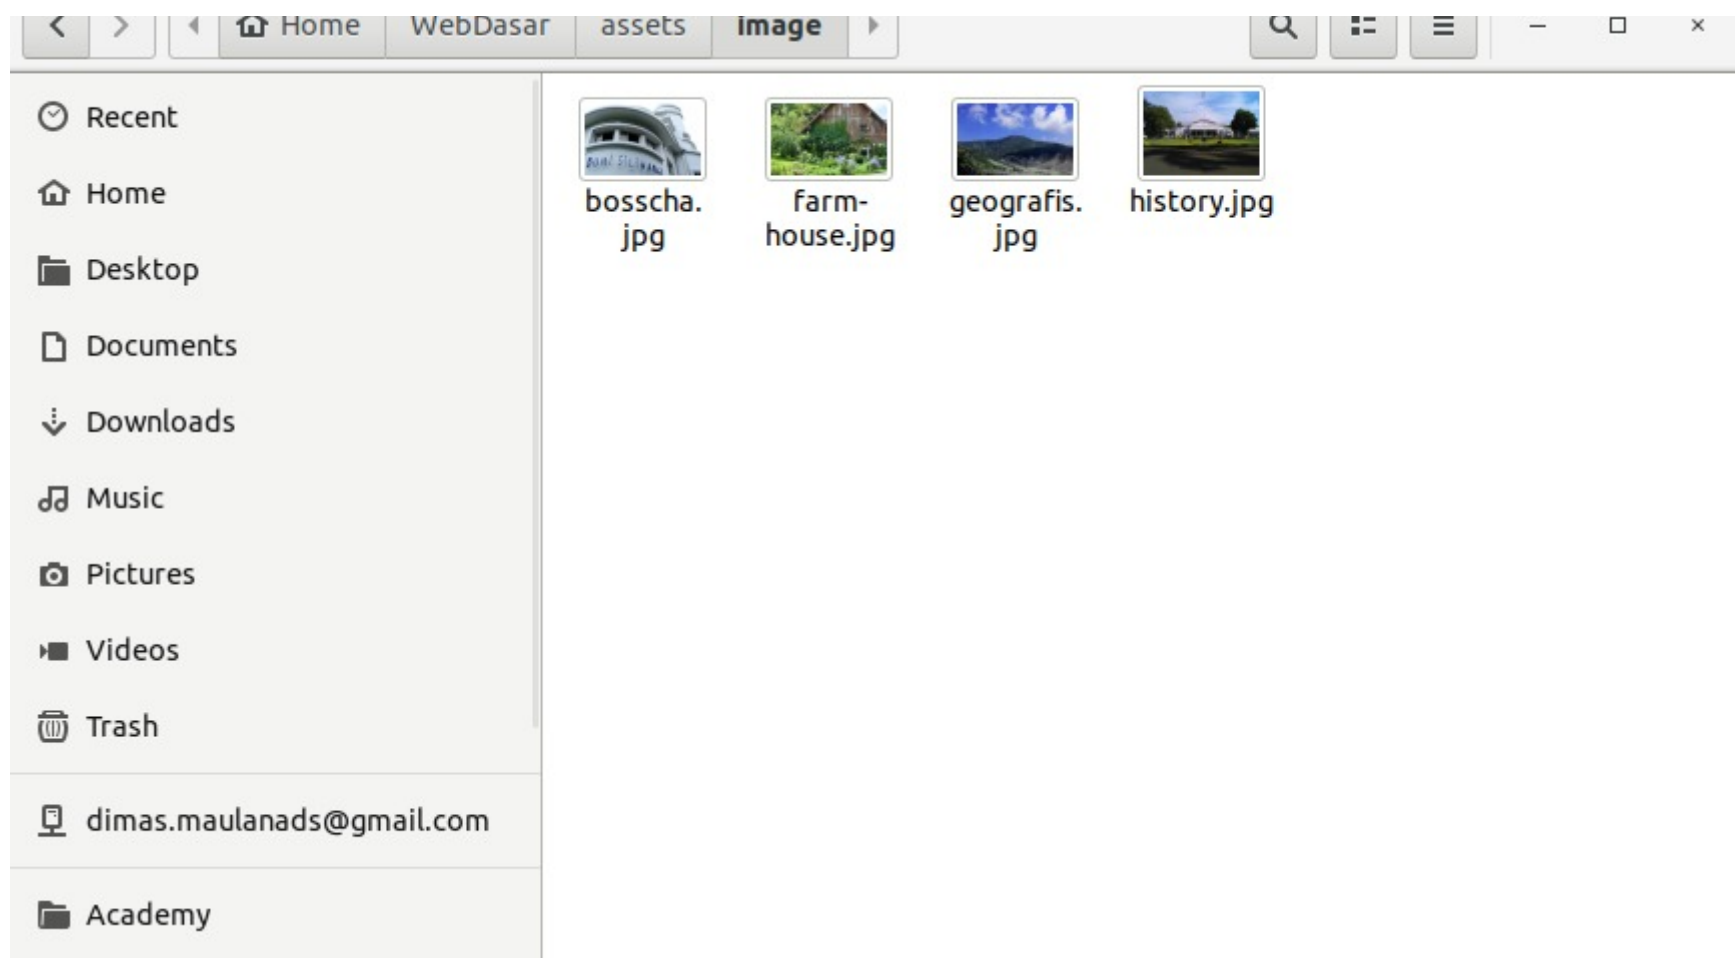 Home WebDasar assets image
Recent
Home
Desktop
Documents
Downloads
Music
Pictures
Videos
Trash
dimas.maulanads@gmail.com
Academy
bosscha.
jpg
farm-
house.jpg
geografis.
jpg
history.jpg